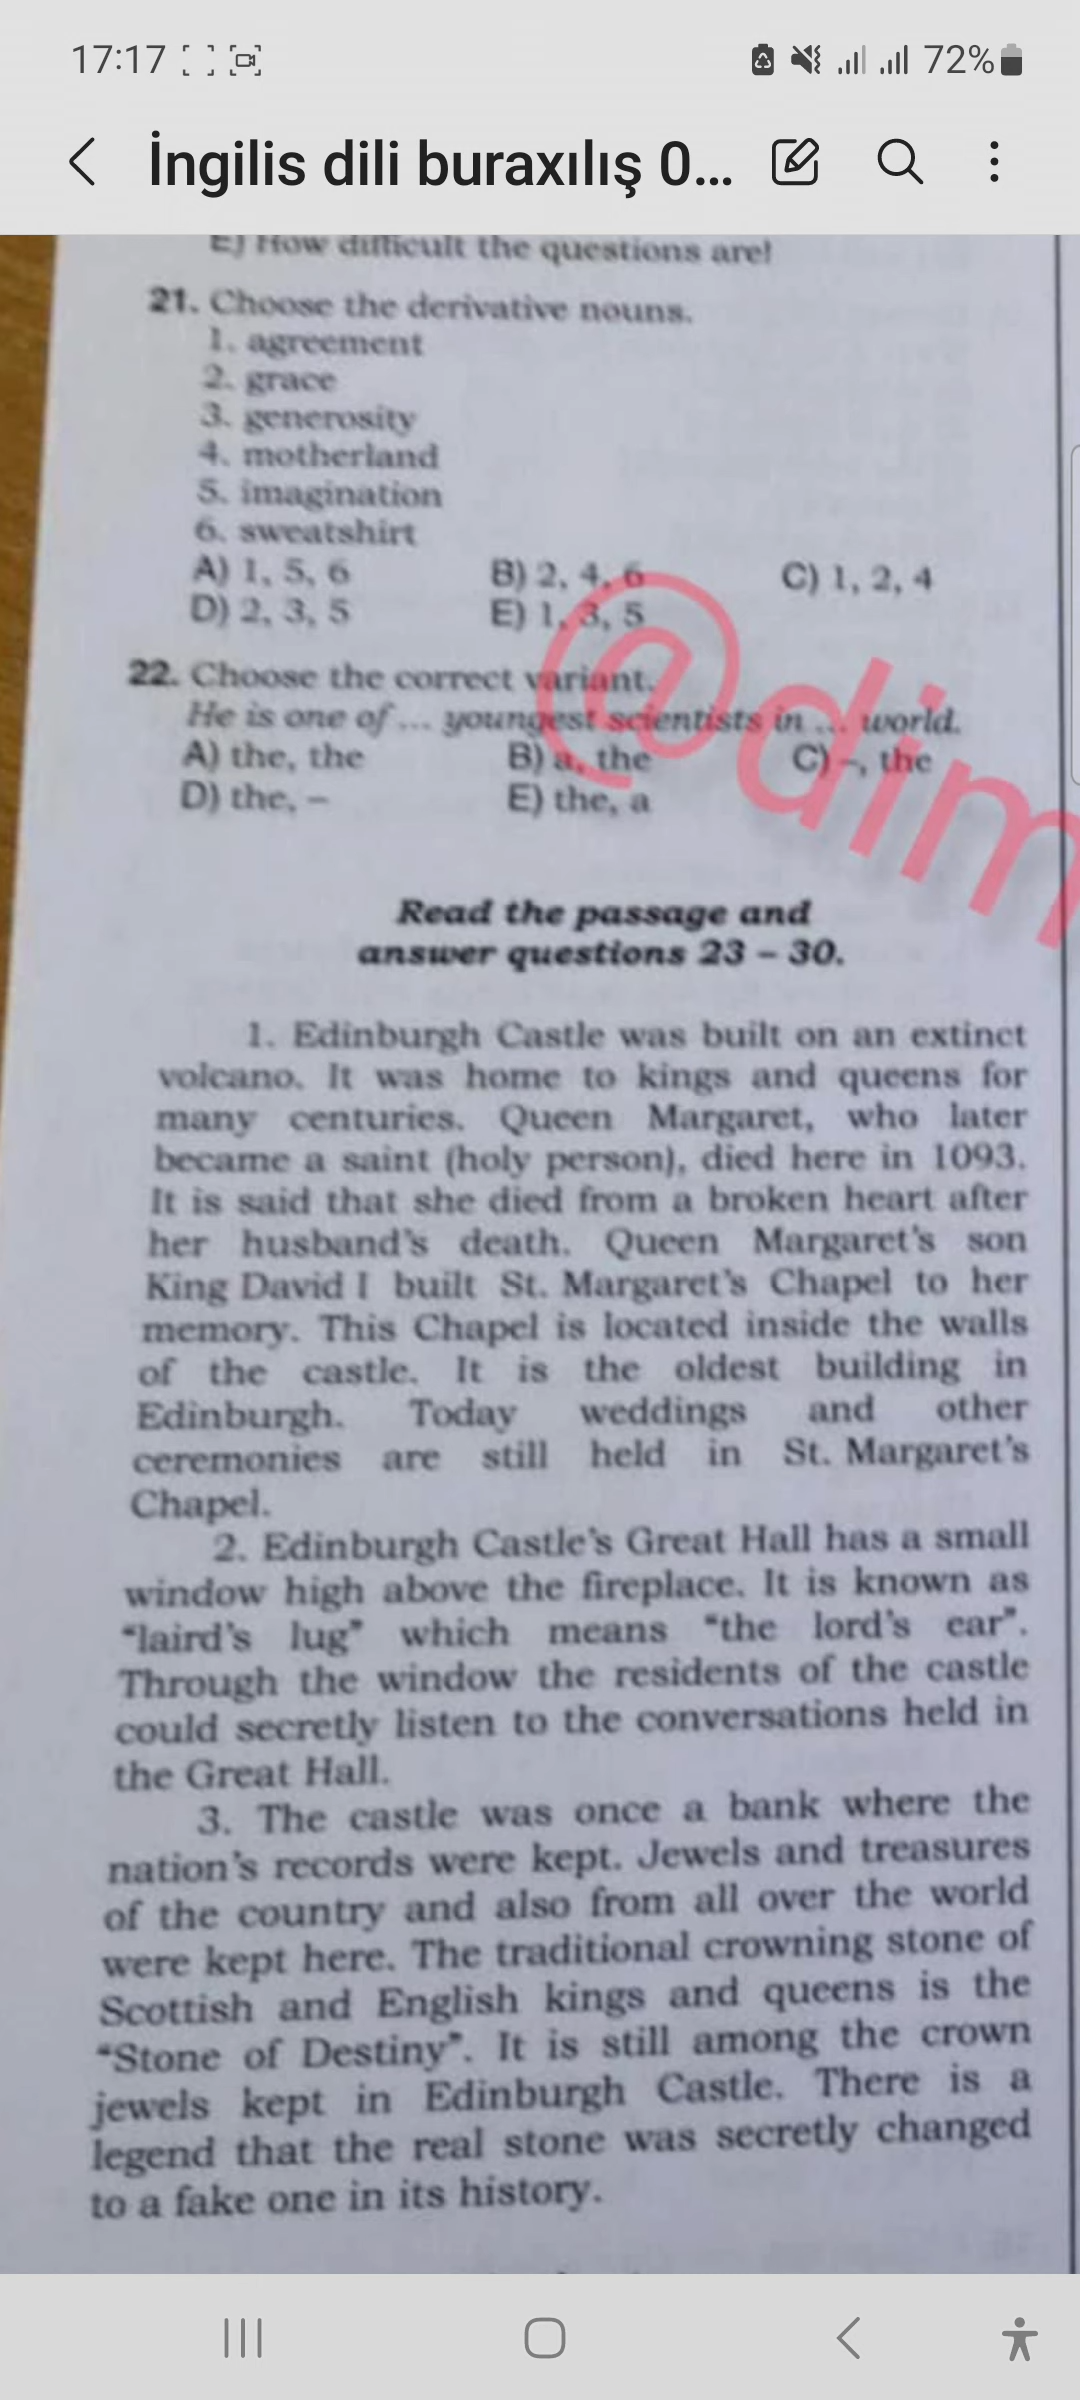 17:17
72%
İngilis dili buraxılış 0...
E) How difficult the questions are!
21. Choose the derivative nouns.
1. agreement
2. grace
3. generosity
4. motherland
5. imagination
6. sweatshirt
A) 1, 5, 6 B) 2, 4, 6 C) 1, 2, 4
D) 2, 3, 5 E) 1, 3, 5
22. Choose the correct variant.
He is one of ... youngest scientists in ... world.
A) the, the B) a, the C) –, the
D) the, – E) the, a
@dim
Read the passage and
answer questions 23 – 30.
1. Edinburgh Castle was built on an extinct
volcano. It was home to kings and queens for
many centuries. Queen Margaret, who later
became a saint (holy person), died here in 1093.
It is said that she died from a broken heart after
her husband's death. Queen Margaret's son
King David I built St. Margaret's Chapel to her
memory. This Chapel is located inside the walls
of the castle. It is the oldest building in
Edinburgh. Today weddings and other
ceremonies are still held in St. Margaret's
Chapel.
2. Edinburgh Castle's Great Hall has a small
window high above the fireplace. It is known as
“laird's lug” which means “the lord's ear”.
Through the window the residents of the castle
could secretly listen to the conversations held in
the Great Hall.
3. The castle was once a bank where the
nation's records were kept. Jewels and treasures
of the country and also from all over the world
were kept here. The traditional crowning stone of
Scottish and English kings and queens is the
“Stone of Destiny”. It is still among the crown
jewels kept in Edinburgh Castle. There is a
legend that the real stone was secretly changed
to a fake one in its history.